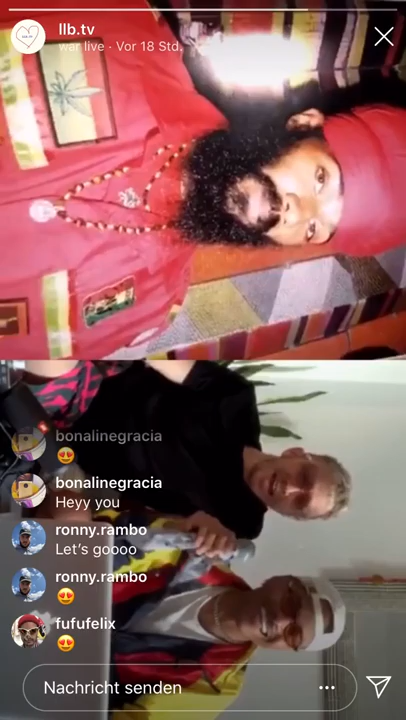 llb.tv
war live · Vor 18 Std.
bonalinegracia
😍
bonalinegracia
Heyy you
ronny.rambo
Let's goooo
ronny.rambo
😍
fufufelix
😍
Nachricht senden